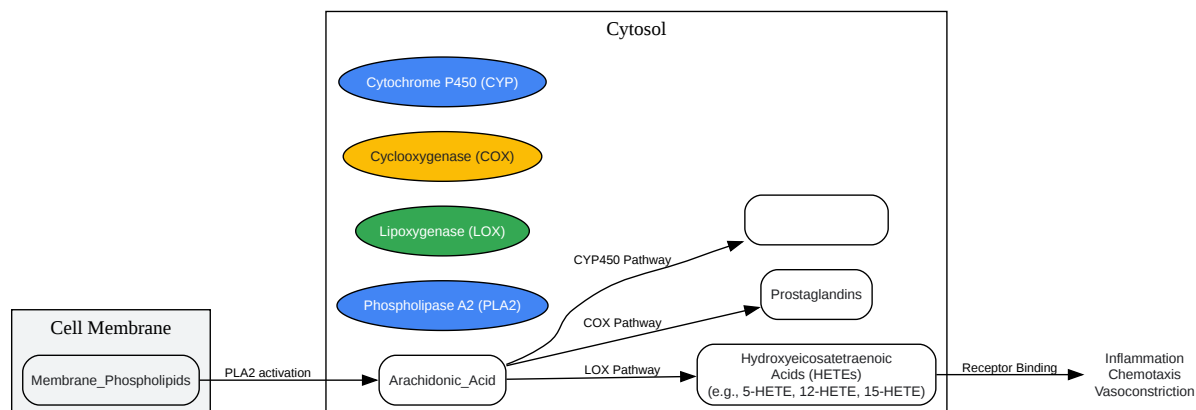 Cytosol
Cytochrome P450 (CYP)
Cyclooxygenase (COX)
Lipoxygenase (LOX)
Phospholipase A2 (PLA2)
CYP450 Pathway
Prostaglandins
COX Pathway
Cell Membrane
Membrane_Phospholipids
PLA2 activation
Arachidonic_Acid
LOX Pathway
Hydroxyeicosatetraenoic
Acids (HETEs)
(e.g., 5-HETE, 12-HETE, 15-HETE)
Receptor Binding
Inflammation
Chemotaxis
Vasoconstriction